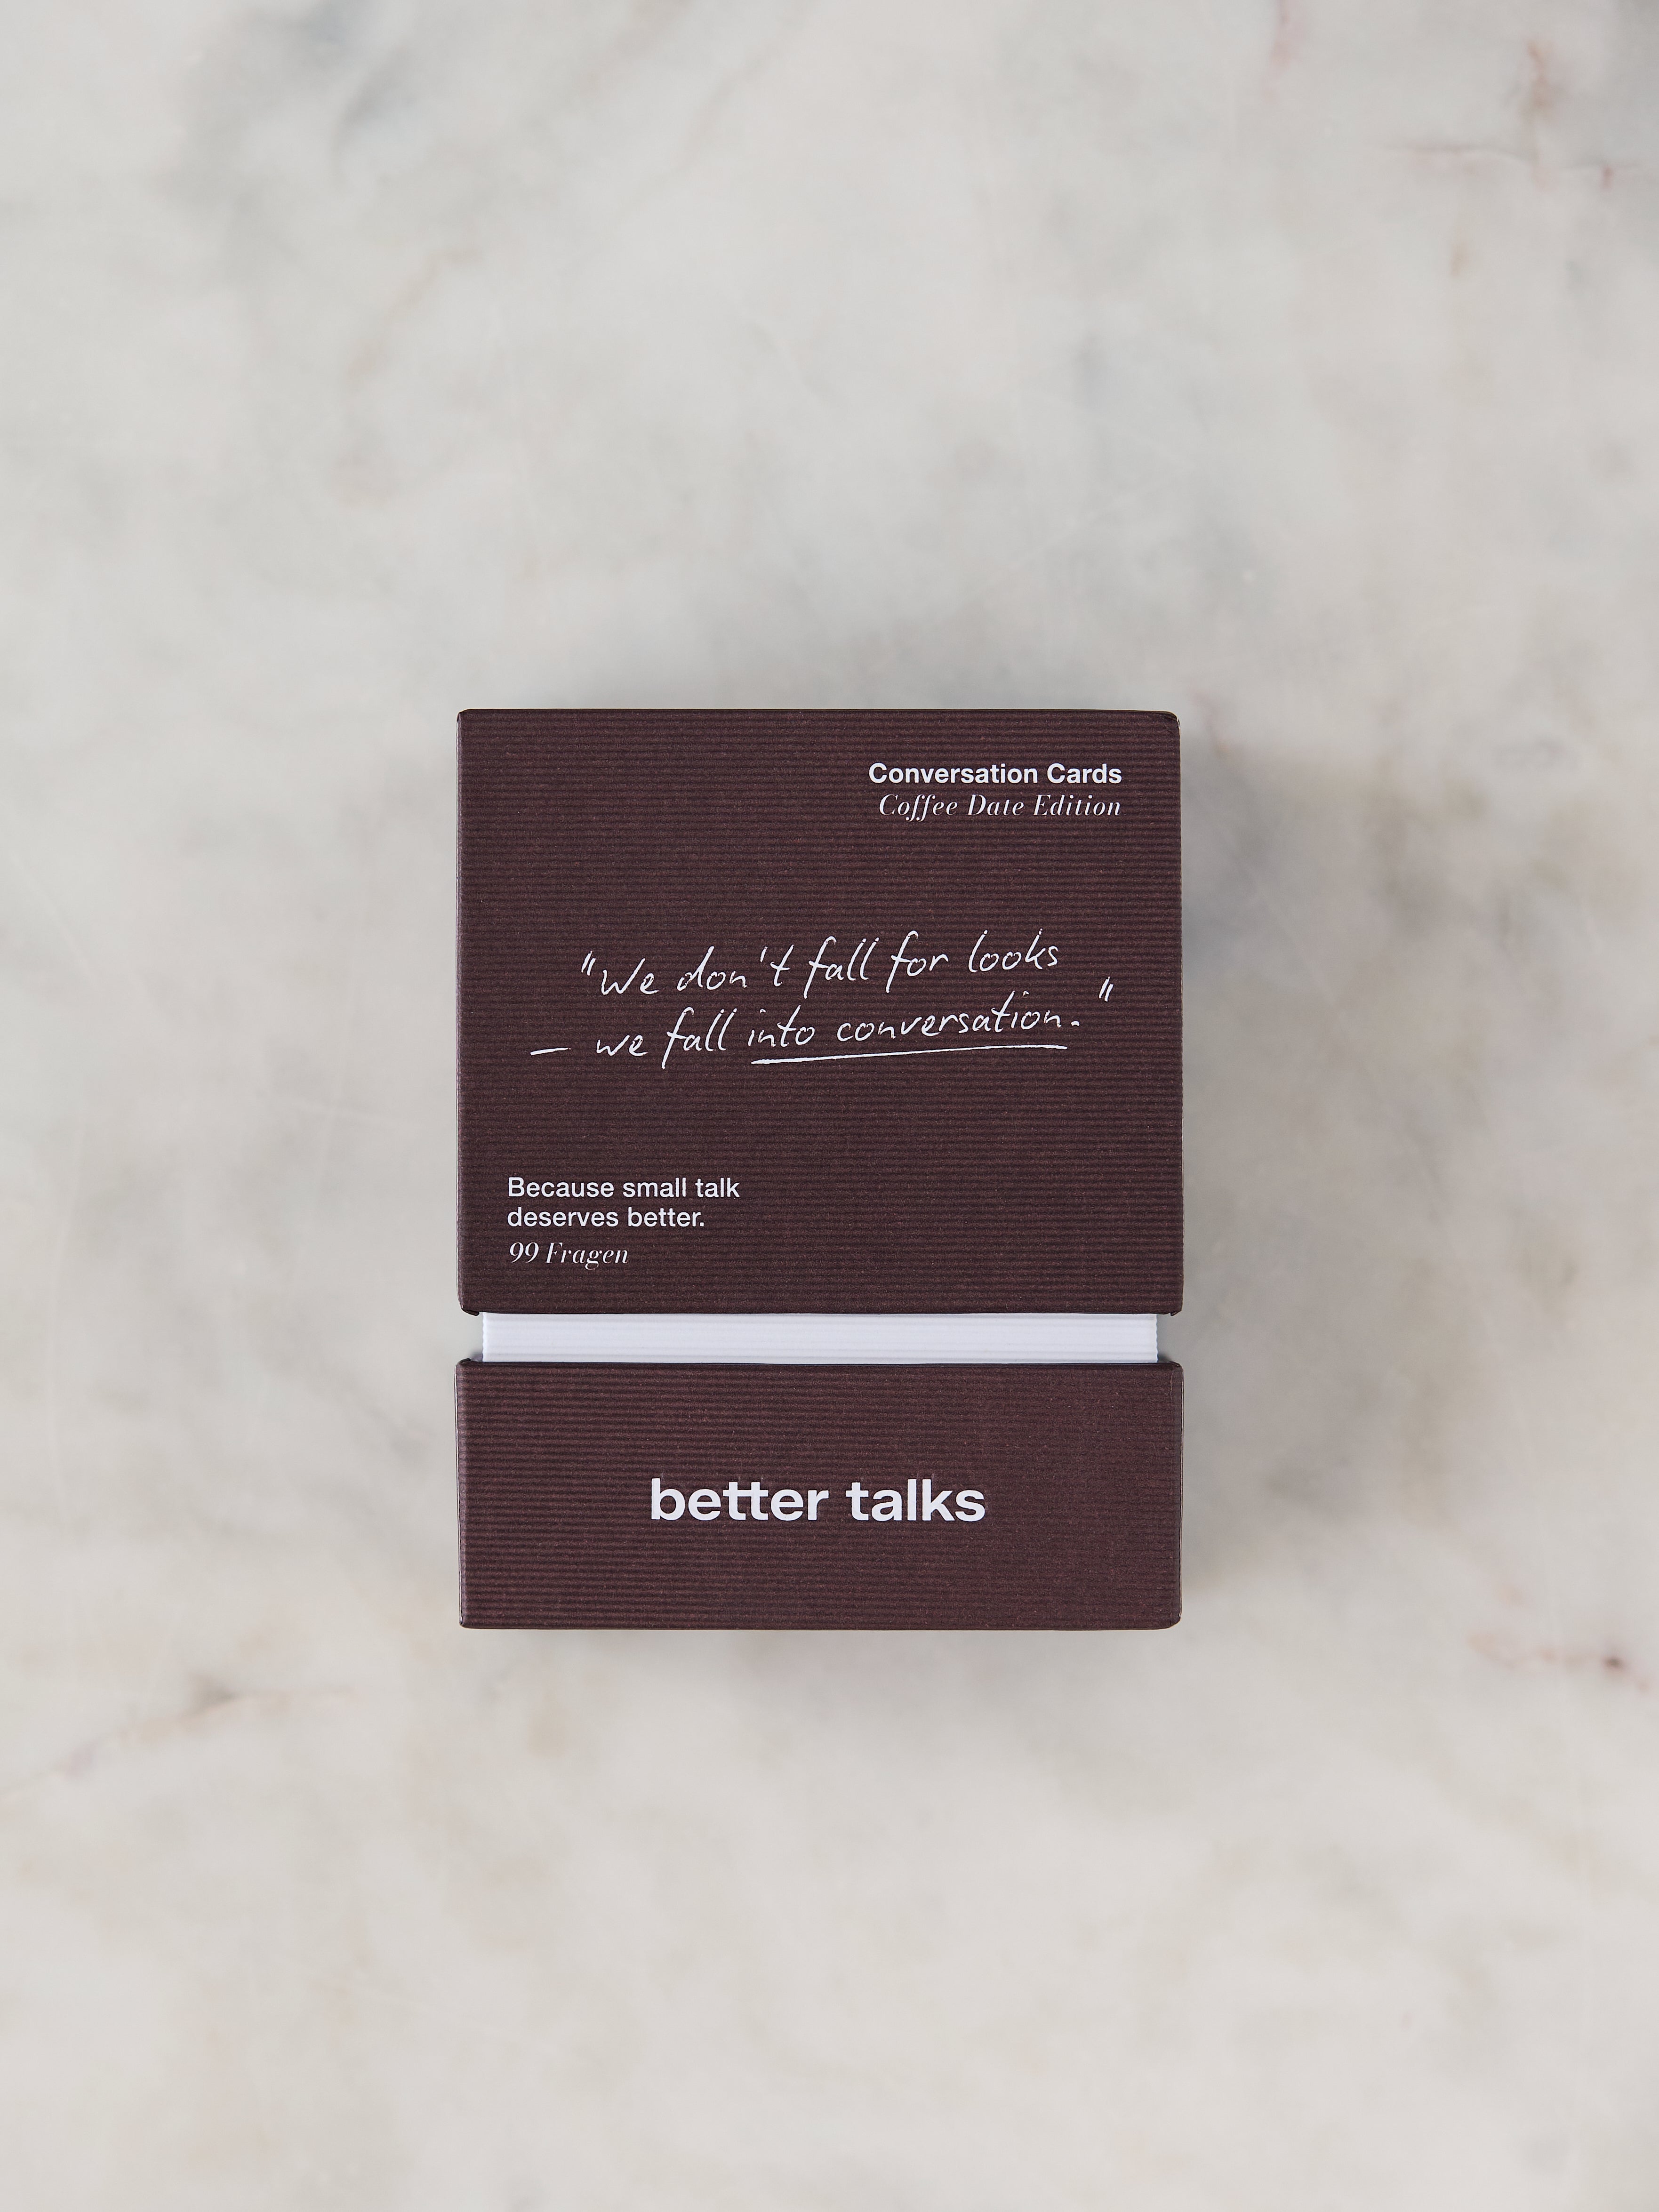 Conversation Cards
Coffee Date Edition
"We don't fall for looks
— we fall into conversation."
Because small talk
deserves better.
99 Fragen
better talks